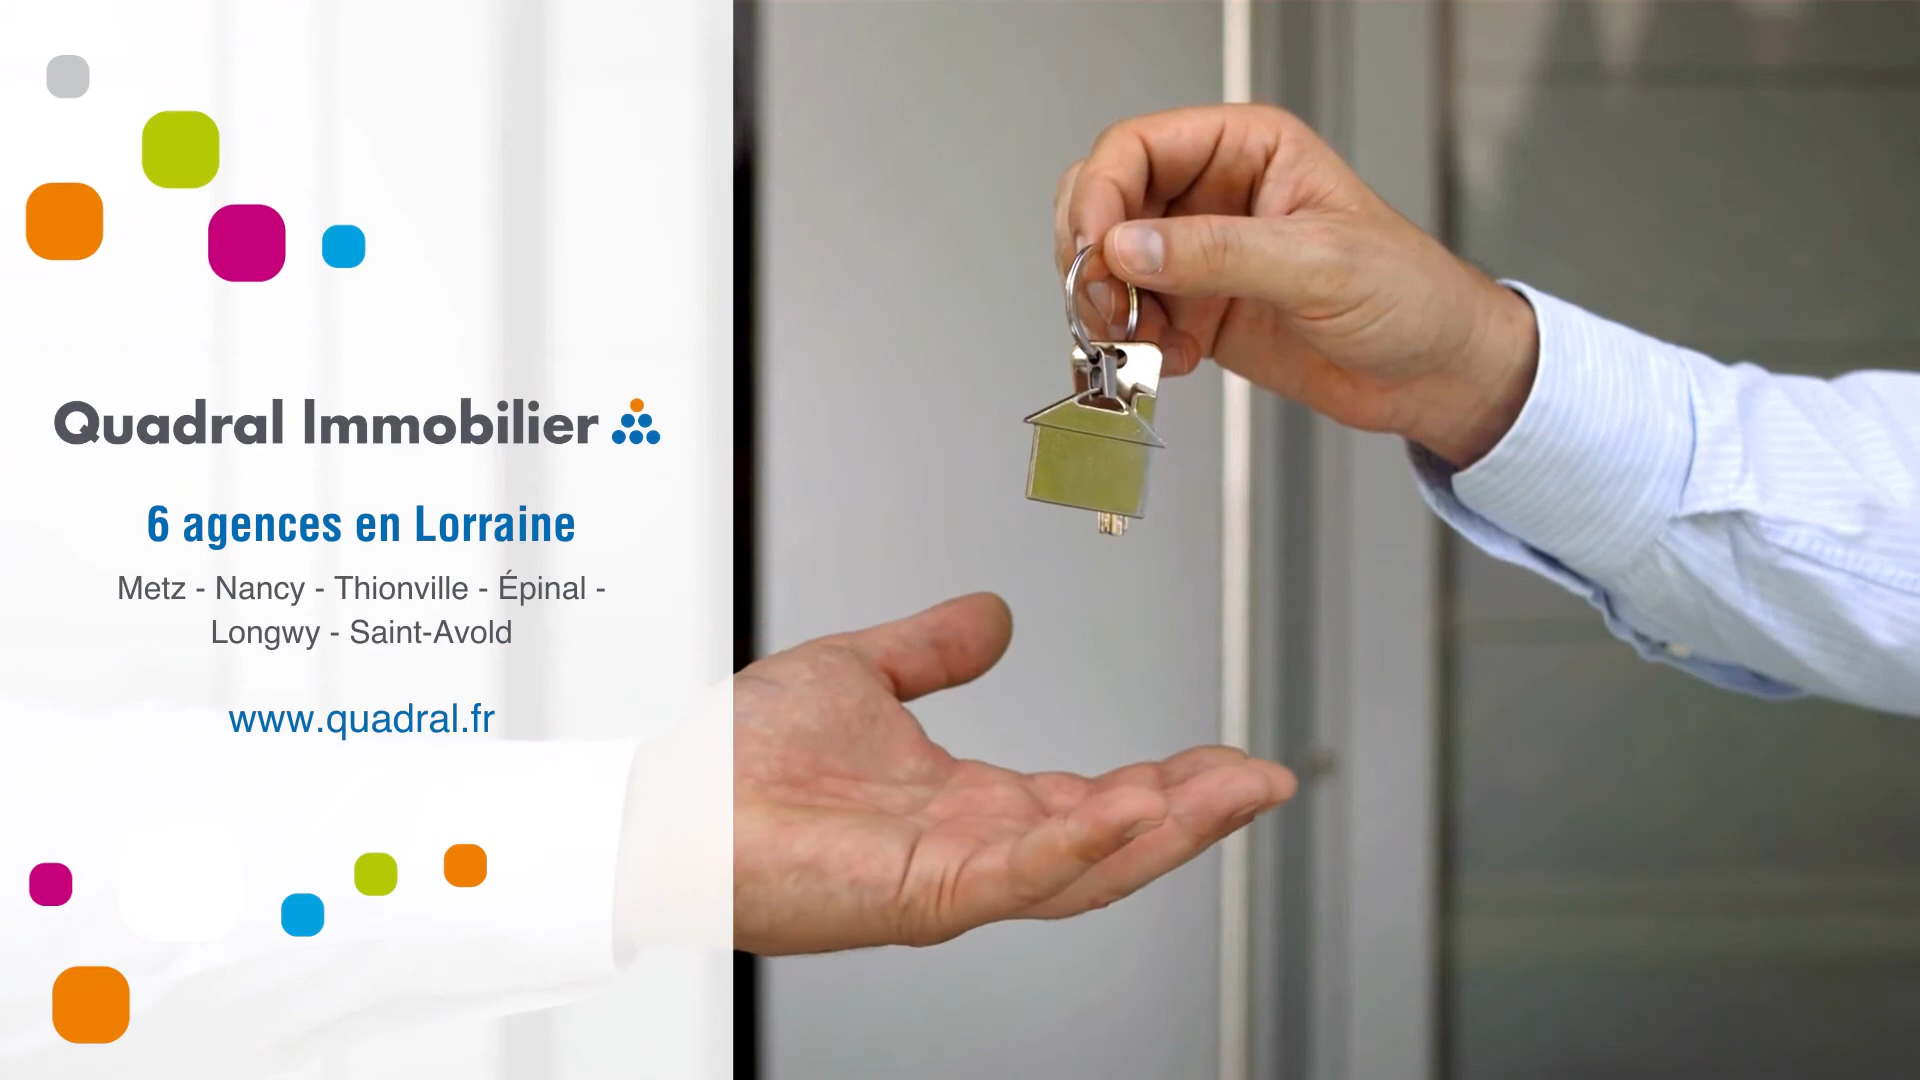 Quadral Immobilier
6 agences en Lorraine
Metz - Nancy - Thionville - Épinal -
Longwy - Saint-Avold
www.quadral.fr